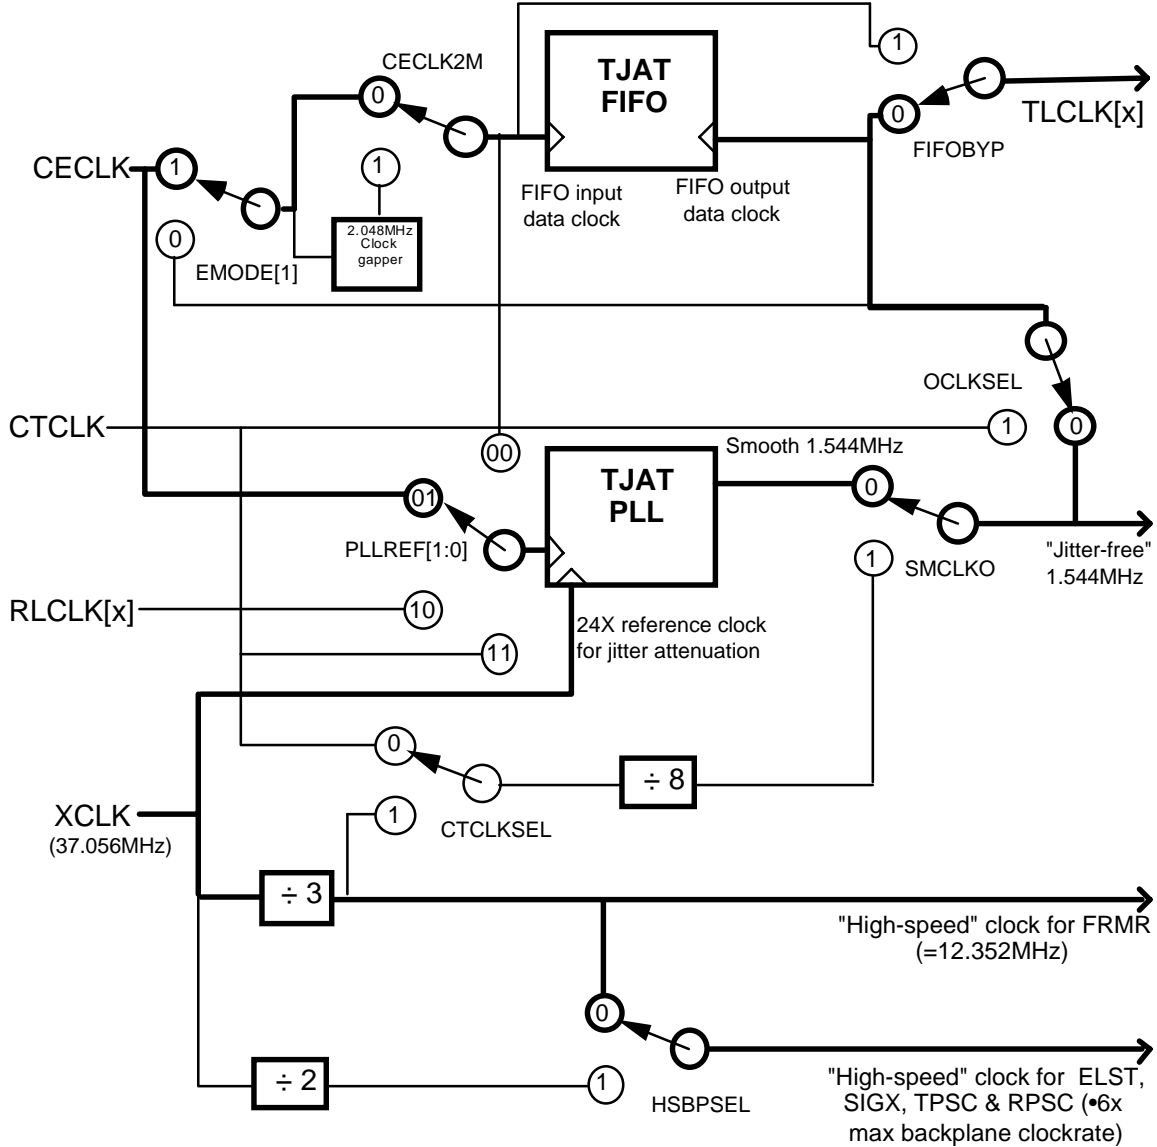 1
CECLK2M
TJAT
FIFO
0
0
TLCLK[x]
FIFOBYP
CECLK
1
1
FIFO input
data clock
FIFO output
data clock
0
EMODE[1]
2.048MHz
Clock
gapper
OCLKSEL
CTCLK
1
0
00
Smooth 1.544MHz
TJAT
PLL
01
0
PLLREF[1:0]
"Jitter-free"
1.544MHz
1
SMCLKO
RLCLK[x]
10
24X reference clock
for jitter attenuation
11
0
÷ 8
XCLK
(37.056MHz)
1
CTCLKSEL
÷ 3
"High-speed" clock for FRMR
(=12.352MHz)
0
÷ 2
1
HSBPSEL
"High-speed" clock for ELST,
SIGX, TPSC & RPSC (•6x
max backplane clockrate)